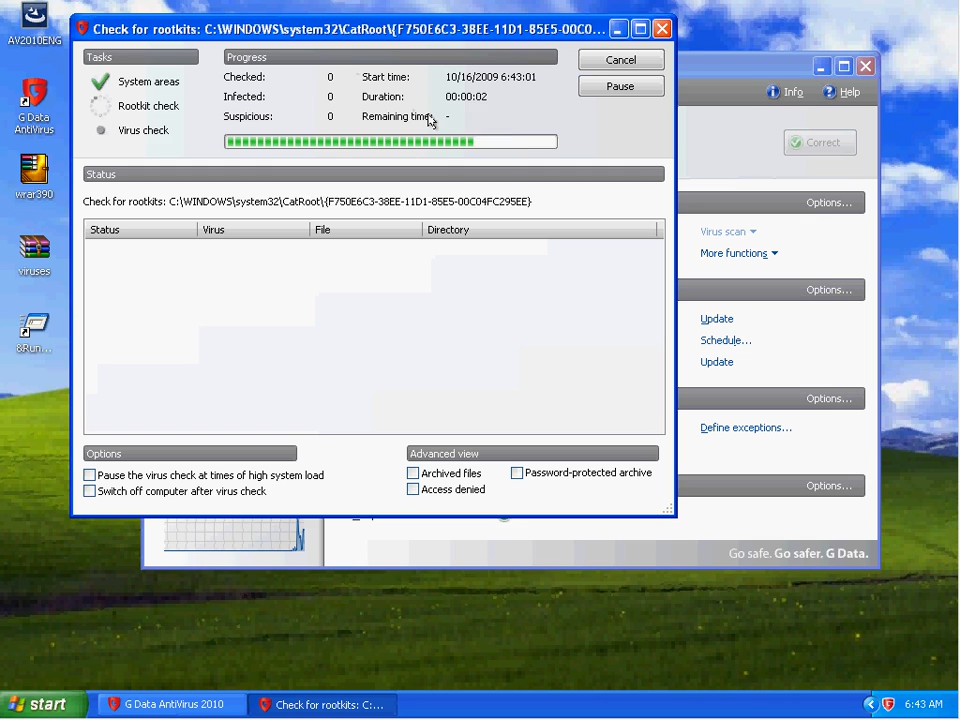 AV2010ENG
G Data
AntiVirus
wrar390
viruses
&Run...
Check for rootkits: C:\WINDOWS\system32\CatRoot\{F750E6C3-38EE-11D1-85E5-00C0...
Tasks
System areas
Rootkit check
Virus check
Progress
Checked: 0 Start time: 10/16/2009 6:43:01
Infected: 0 Duration: 00:00:02
Suspicious: 0 Remaining time: -
Cancel
Pause
Status
Check for rootkits: C:\WINDOWS\system32\CatRoot\{F750E6C3-38EE-11D1-85E5-00C04FC295EE}
Status Virus File Directory
Options
Pause the virus check at times of high system load
Switch off computer after virus check
Advanced view
Archived files Password-protected archive
Access denied
Info Help
Correct
Options...
Virus scan
More functions
Options...
Update
Schedule...
Update
Options...
Define exceptions...
Options...
Go safe. Go safer. G Data.
start G Data AntiVirus 2010 Check for rootkits: C:... 6:43 AM